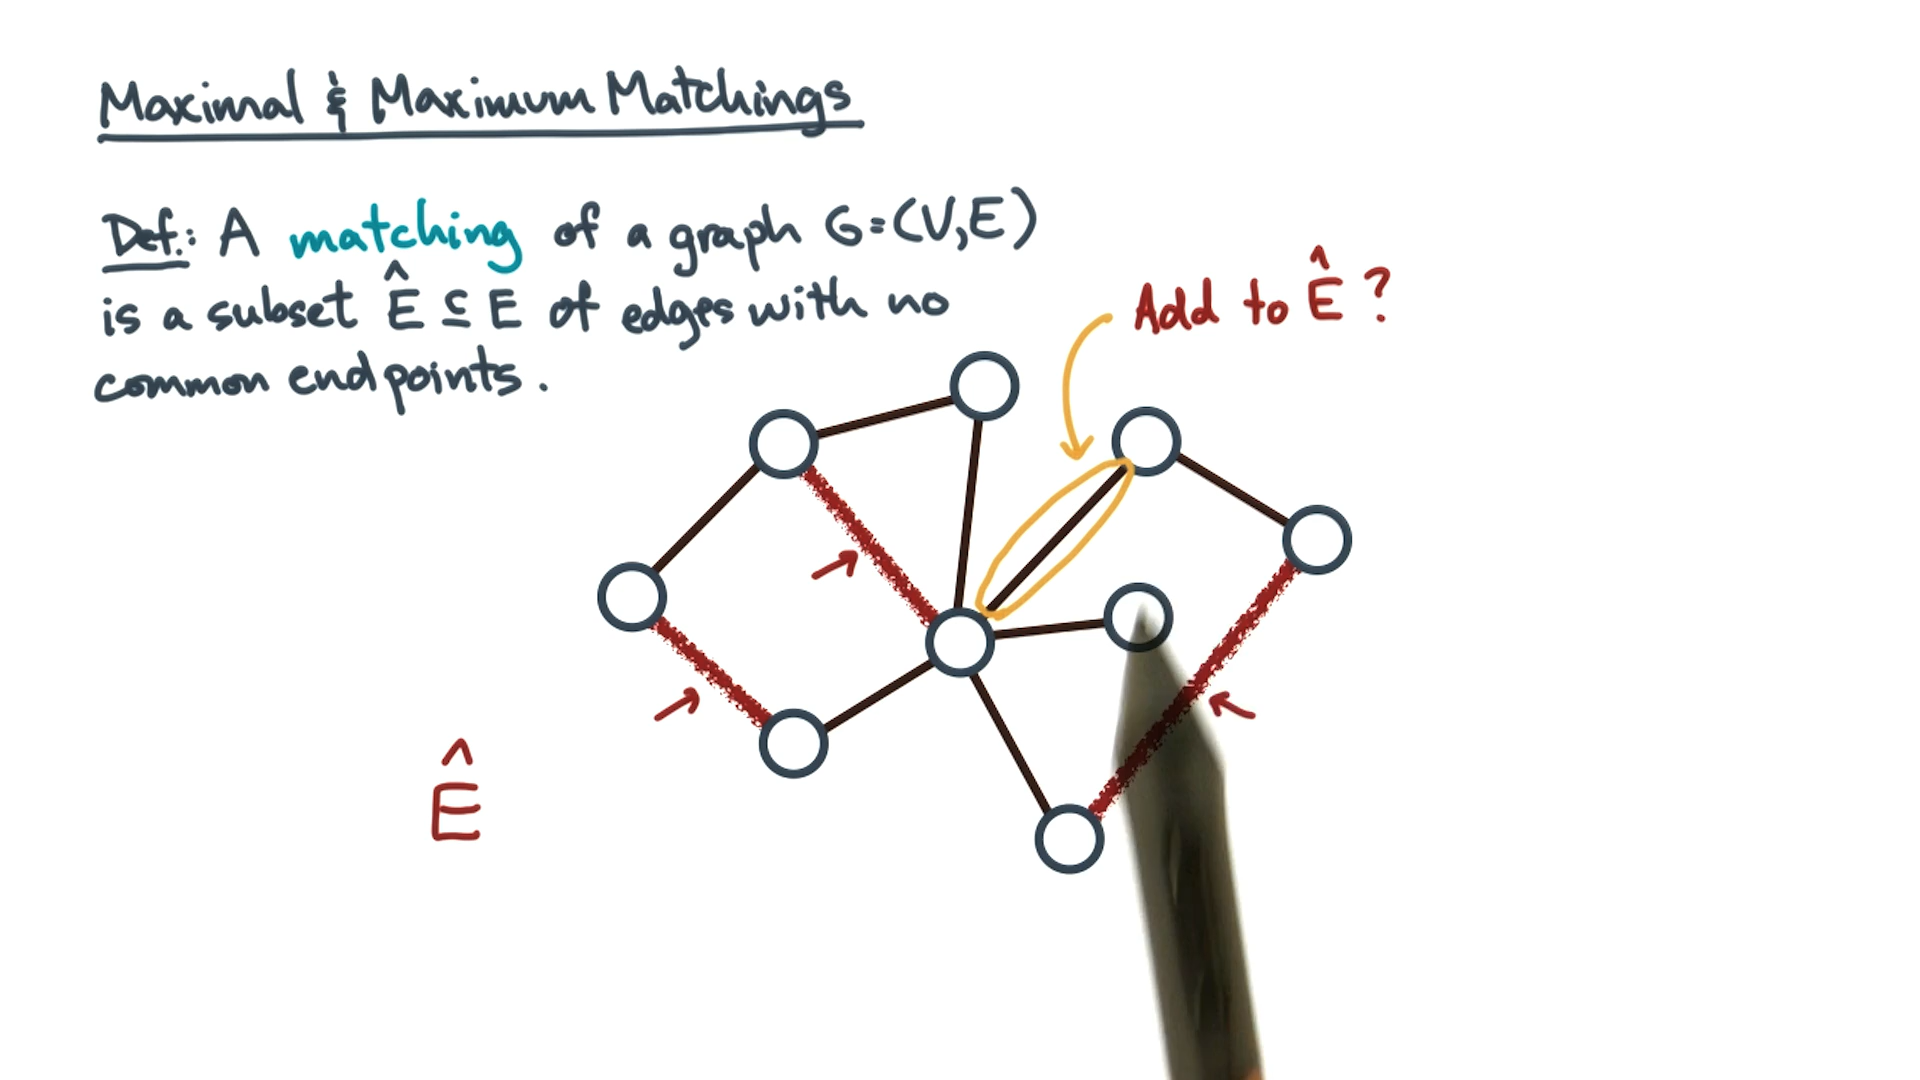 Maximal & Maximum Matchings
Def.: A matching of a graph G=(V,E)
is a subset Ê ⊆ E of edges with no
common endpoints.
Add to Ê?
Ê